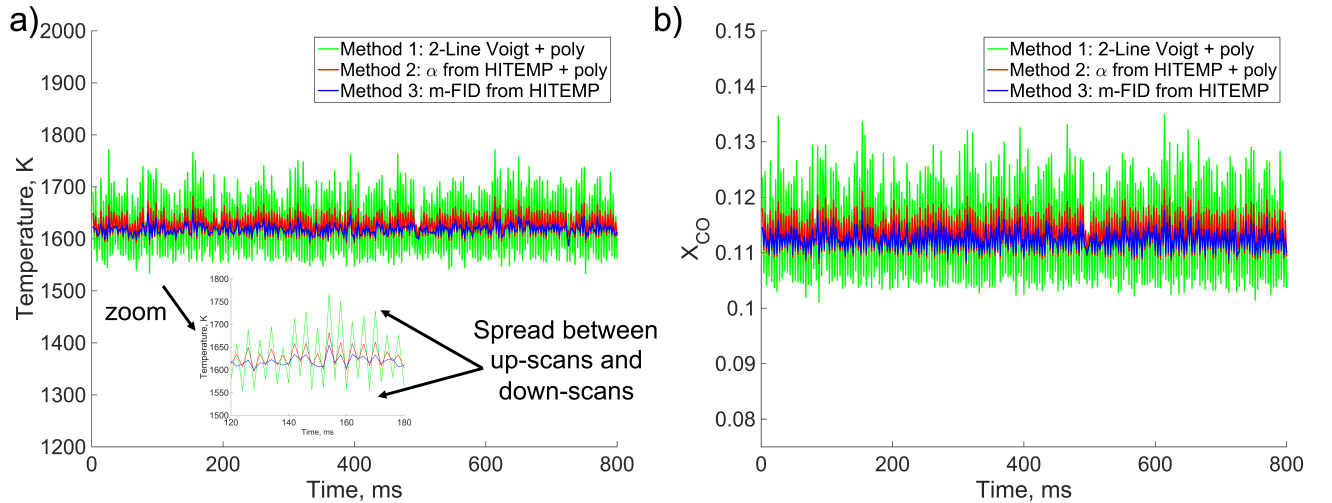 a)
2000
1900
1800
1700
1600
1500
1400
1300
1200
Temperature, K
0
200
400
600
800
Time, ms
Method 1: 2-Line Voigt + poly
Method 2: α from HITEMP + poly
Method 3: m-FID from HITEMP
zoom
1800
1750
1700
1650
1600
1550
1500
Temperature, K
120
140
160
180
Time, ms
Spread between
up-scans and
down-scans
b)
0.15
0.14
0.13
0.12
0.11
0.1
0.09
0.08
X_CO
0
200
400
600
800
Time, ms
Method 1: 2-Line Voigt + poly
Method 2: α from HITEMP + poly
Method 3: m-FID from HITEMP